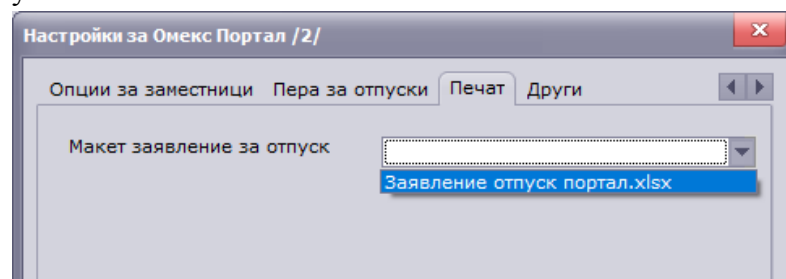 Настройки за Омекс Портал /2/
Опции за заместници Пера за отпуски Печат Други
Макет заявление за отпуск
Заявление отпуск портал.xlsx